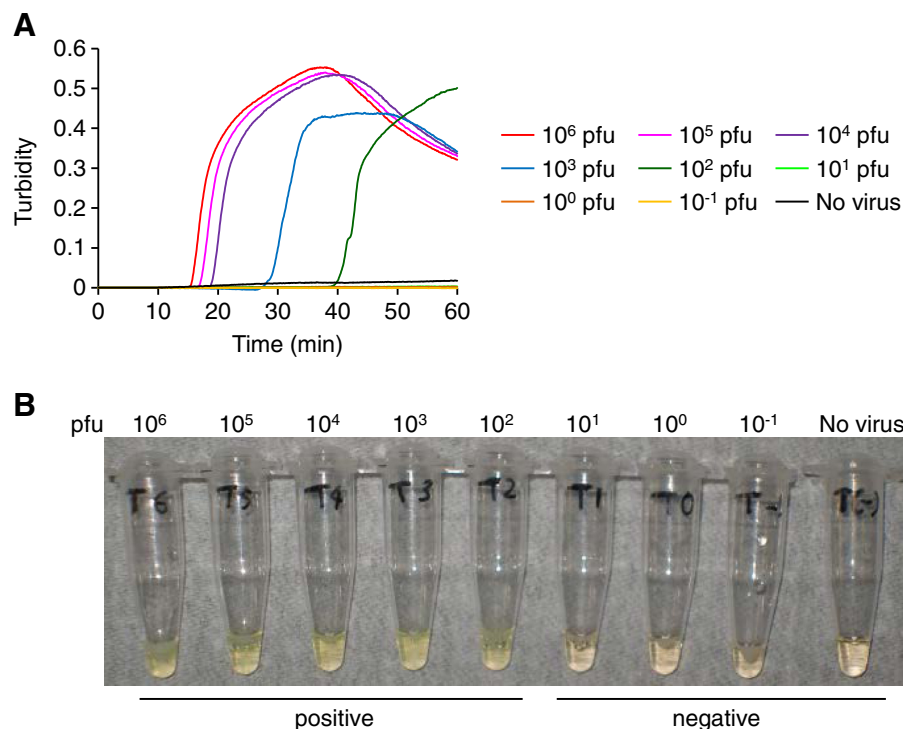 A
0.6
0.5
0.4
0.3
0.2
0.1
0
Turbidity
0 10 20 30 40 50 60
Time (min)
10⁶ pfu 10⁵ pfu 10⁴ pfu
10³ pfu 10² pfu 10¹ pfu
10⁰ pfu 10⁻¹ pfu No virus
B
pfu 10⁶ 10⁵ 10⁴ 10³ 10² 10¹ 10⁰ 10⁻¹ No virus
T6 T5 T4 T3 T2 T1 T0 T-1 T(-)
positive negative